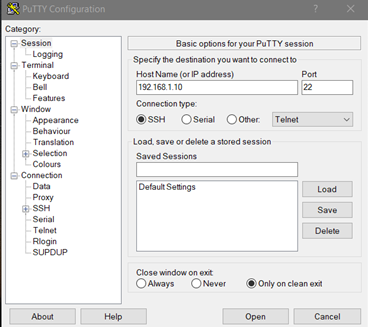 PuTTY Configuration
Category:
Session
Logging
Terminal
Keyboard
Bell
Features
Window
Appearance
Behaviour
Translation
Selection
Colours
Connection
Data
Proxy
SSH
Serial
Telnet
Rlogin
SUPDUP
Basic options for your PuTTY session
Specify the destination you want to connect to
Host Name (or IP address) Port
192.168.1.10 22
Connection type:
SSH Serial Other: Telnet
Load, save or delete a stored session
Saved Sessions
Default Settings
Load
Save
Delete
Close window on exit:
Always Never Only on clean exit
About Help Open Cancel